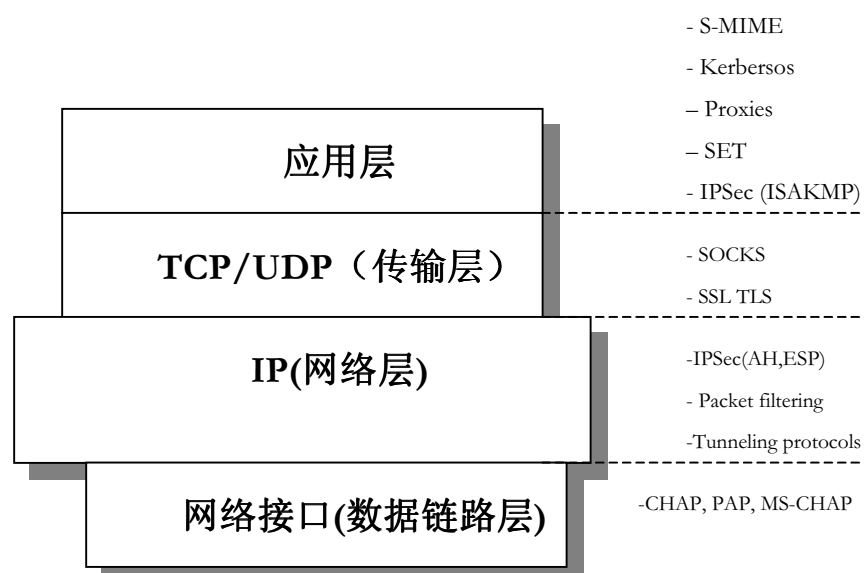 - S-MIME
- Kerbersos
– Proxies
– SET
- IPSec (ISAKMP)
应用层
TCP/UDP（传输层）
- SOCKS
- SSL TLS
IP(网络层)
-IPSec(AH,ESP)
- Packet filtering
-Tunneling protocols
网络接口(数据链路层)
-CHAP, PAP, MS-CHAP